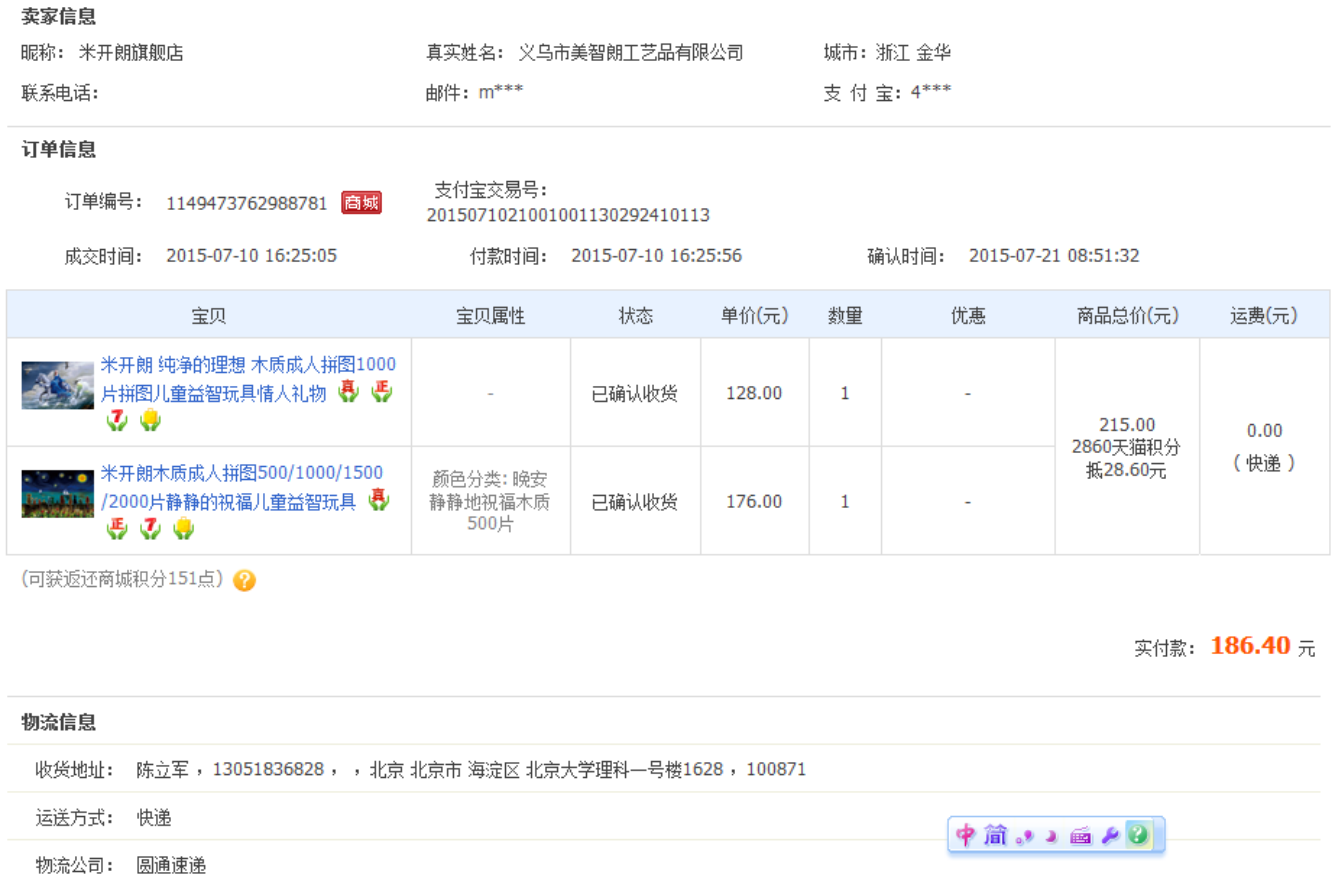 卖家信息
昵称： 米开朗旗舰店 真实姓名： 义乌市美智朗工艺品有限公司 城市：浙江 金华
联系电话： 邮件：m*** 支 付 宝：4***
订单信息
订单编号： 1149473762988781 商城 支付宝交易号：
2015071021001001130292410113
成交时间： 2015-07-10 16:25:05 付款时间： 2015-07-10 16:25:56 确认时间： 2015-07-21 08:51:32
宝贝 宝贝属性 状态 单价(元) 数量 优惠 商品总价(元) 运费(元)
米开朗 纯净的理想 木质成人拼图1000
片拼图儿童益智玩具情人礼物 真 正
7
- 已确认收货 128.00 1 -
米开朗木质成人拼图500/1000/1500
/2000片静静的祝福儿童益智玩具 真
正 7
颜色分类: 晚安
静静地祝福木质
500片
已确认收货 176.00 1 -
215.00
2860天猫积分
抵28.60元
0.00
( 快递 )
(可获返还商城积分151点) ?
实付款： 186.40 元
物流信息
收货地址： 陈立军 ，13051836828 ， ，北京 北京市 海淀区 北京大学理科一号楼1628 ，100871
运送方式： 快递
中 简 ?
物流公司： 圆通速递